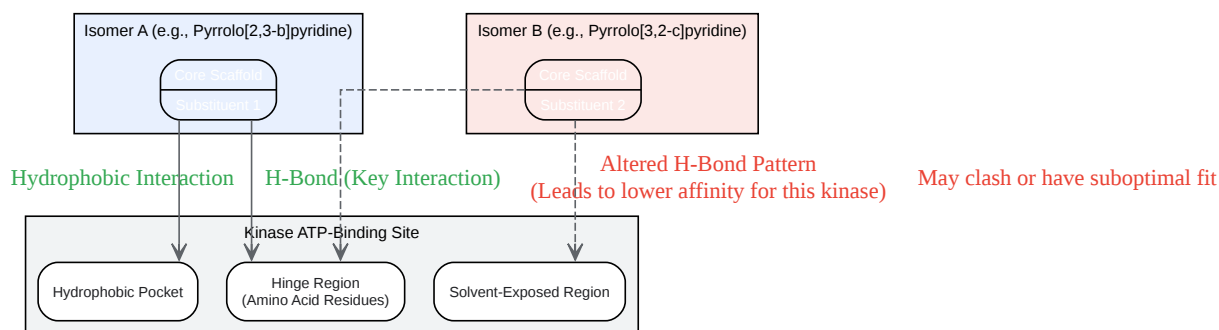 Isomer A (e.g., Pyrrolo[2,3-b]pyridine)
Isomer B (e.g., Pyrrolo[3,2-c]pyridine)
Core Scaffold
Substituent 1
Core Scaffold
Substituent 2
Hydrophobic Interaction
H-Bond (Key Interaction)
Altered H-Bond Pattern
(Leads to lower affinity for this kinase)
May clash or have suboptimal fit
Kinase ATP-Binding Site
Hydrophobic Pocket
Hinge Region
(Amino Acid Residues)
Solvent-Exposed Region